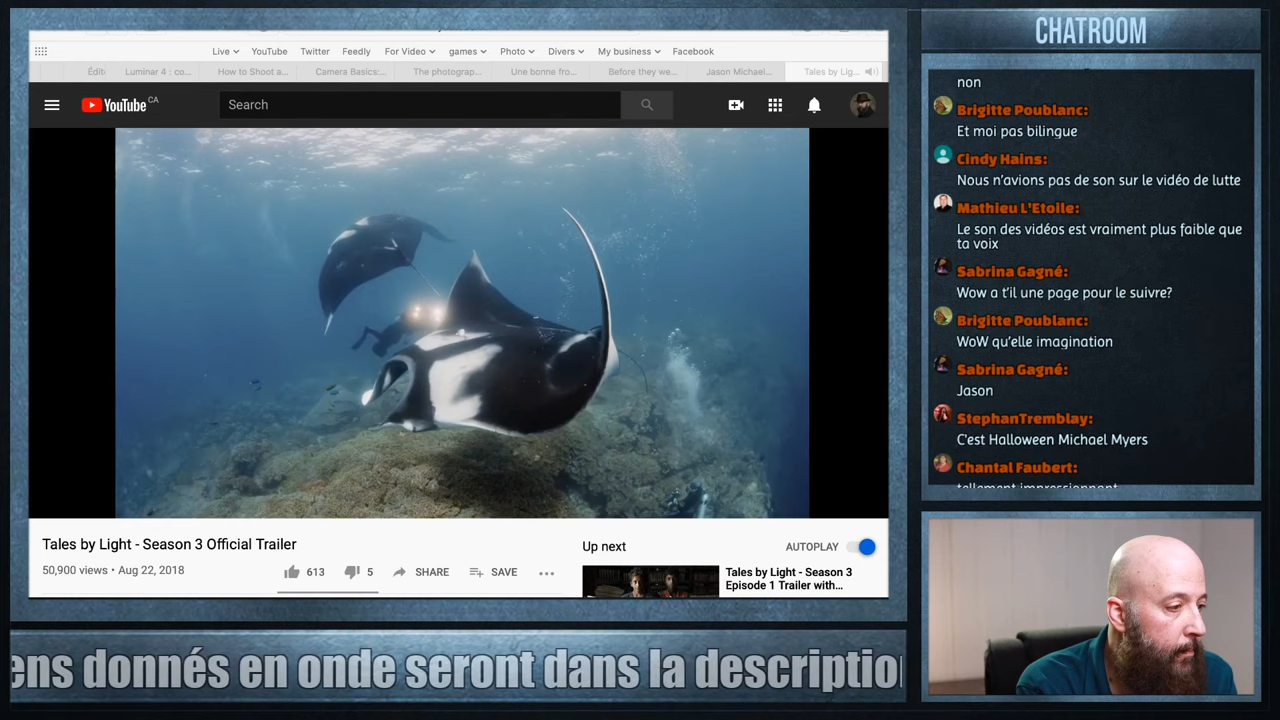 Live
YouTube
Twitter
Feedly
For Video
games
Photo
Divers
My business
Facebook
Luminar 4 : co...
How to Shoot a...
Camera Basics:...
The photograp...
Une bonne fro...
Before they we...
Jason Michael...
Tales by Lig...
YouTube CA
Search
Tales by Light - Season 3 Official Trailer
50,900 views • Aug 22, 2018
613
5
SHARE
SAVE
Up next
AUTOPLAY
Tales by Light - Season 3
Episode 1 Trailer with...
CHATROOM
non
Brigitte Poublanc:
Et moi pas bilingue
Cindy Hains:
Nous n'avions pas de son sur le vidéo de lutte
Mathieu L'Etoile:
Le son des vidéos est vraiment plus faible que
ta voix
Sabrina Gagné:
Wow a t'il une page pour le suivre?
Brigitte Poublanc:
WoW qu'elle imagination
Sabrina Gagné:
Jason
StephanTremblay:
C'est Halloween Michael Myers
Chantal Faubert:
tellement impressionnant
ens donnés en onde seront dans la description